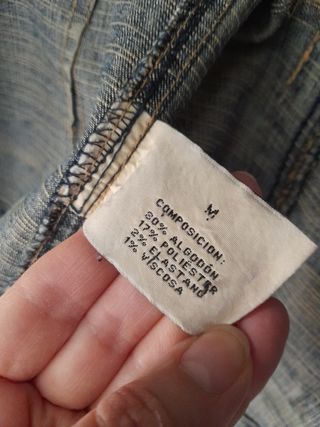 M
COMPOSICION:
80% ALGODON
17% POLIESTER
2% ELASTANO
1% VISCOSA